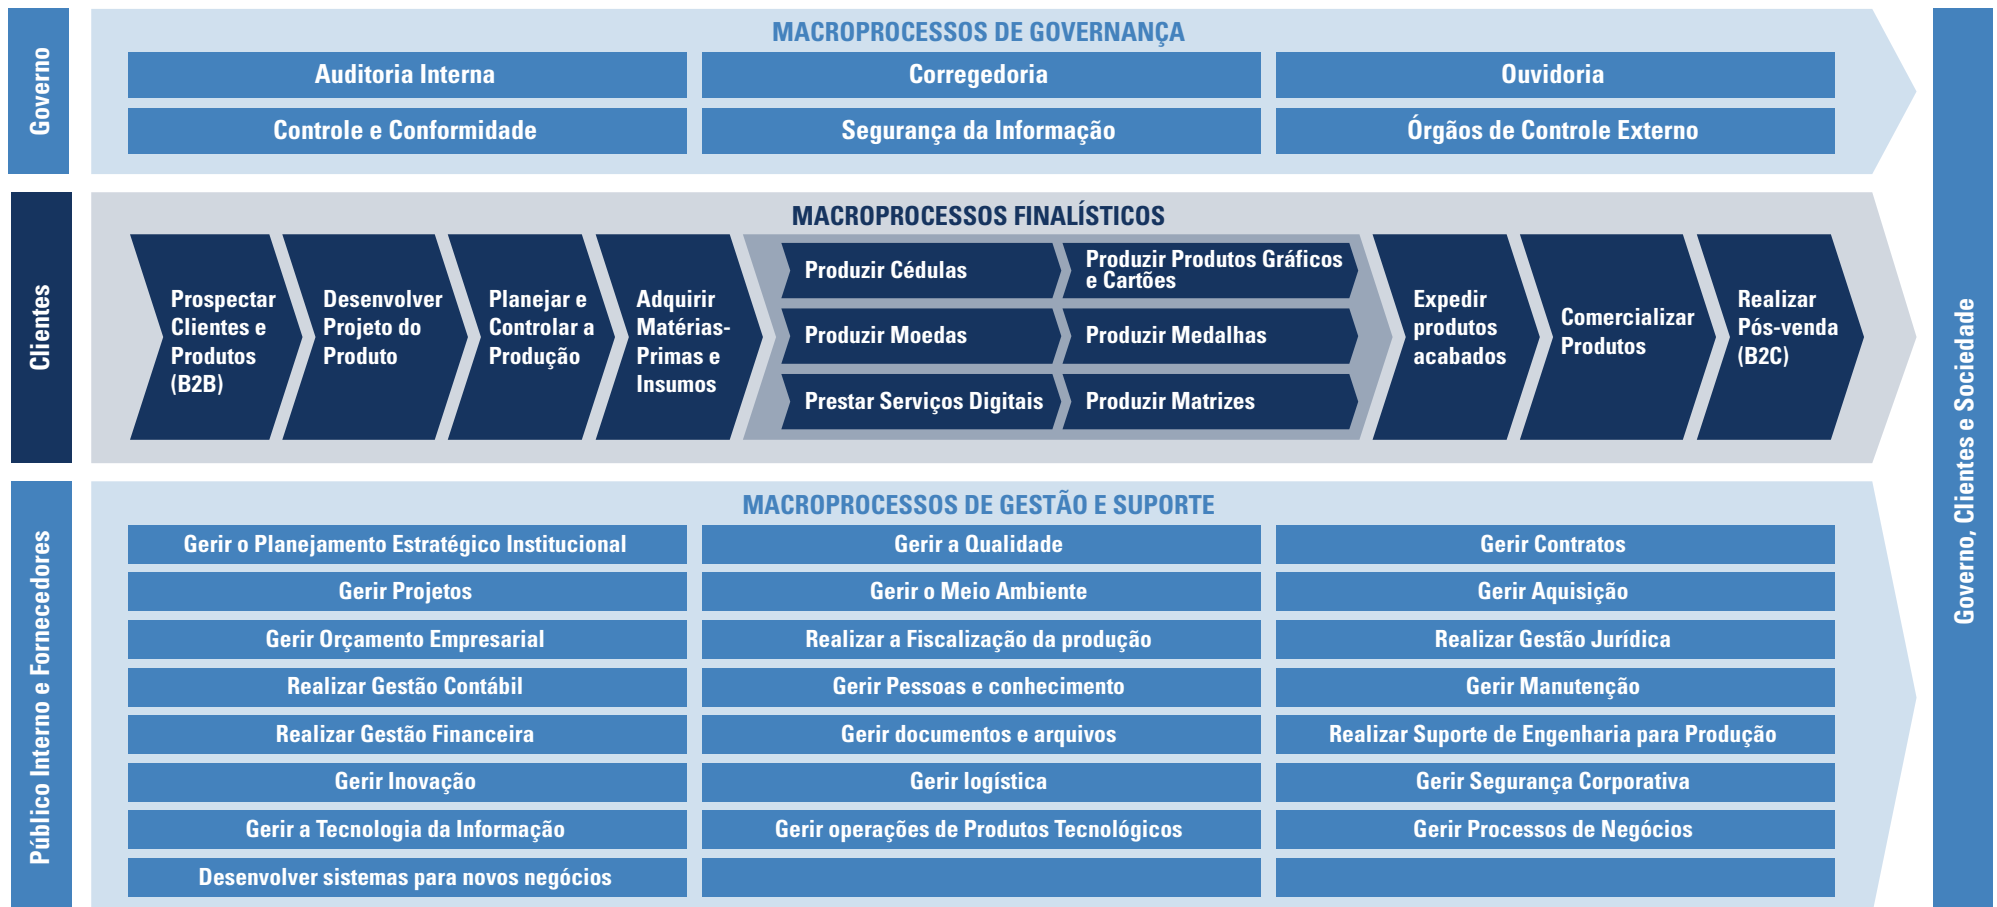 Governo
MACROPROCESSOS DE GOVERNANÇA
Auditoria Interna
Corregedoria
Ouvidoria
Controle e Conformidade
Segurança da Informação
Órgãos de Controle Externo
Clientes
MACROPROCESSOS FINALÍSTICOS
Prospectar
Clientes e
Produtos
(B2B)
Desenvolver
Projeto do
Produto
Planejar e
Controlar a
Produção
Adquirir
Matérias-
Primas e
Insumos
Produzir Cédulas
Produzir Produtos Gráficos
e Cartões
Produzir Moedas
Produzir Medalhas
Prestar Serviços Digitais
Produzir Matrizes
Expedir
produtos
acabados
Comercializar
Produtos
Realizar
Pós-venda
(B2C)
Público Interno e Fornecedores
MACROPROCESSOS DE GESTÃO E SUPORTE
Gerir o Planejamento Estratégico Institucional
Gerir a Qualidade
Gerir Contratos
Gerir Projetos
Gerir o Meio Ambiente
Gerir Aquisição
Gerir Orçamento Empresarial
Realizar a Fiscalização da produção
Realizar Gestão Jurídica
Realizar Gestão Contábil
Gerir Pessoas e conhecimento
Gerir Manutenção
Realizar Gestão Financeira
Gerir documentos e arquivos
Realizar Suporte de Engenharia para Produção
Gerir Inovação
Gerir logística
Gerir Segurança Corporativa
Gerir a Tecnologia da Informação
Gerir operações de Produtos Tecnológicos
Gerir Processos de Negócios
Desenvolver sistemas para novos negócios
Governo, Clientes e Sociedade